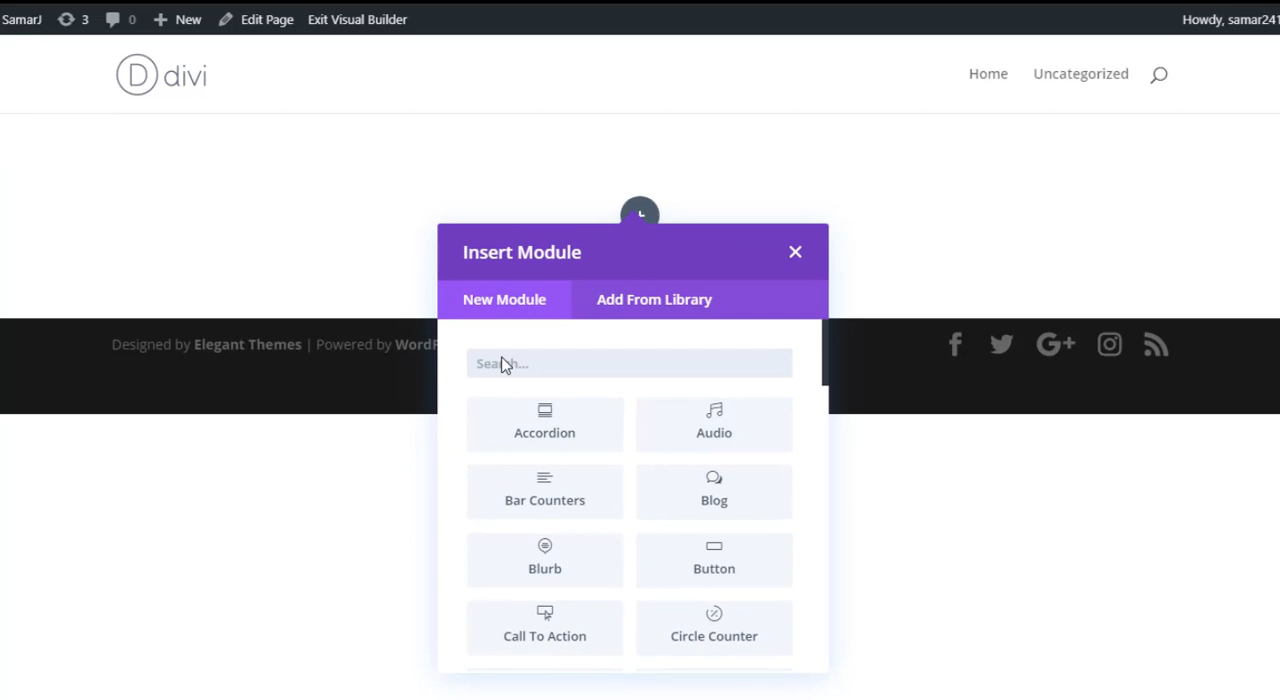 SamarJ 3 0 New Edit Page Exit Visual Builder Howdy, samar241
D divi Home Uncategorized
Insert Module
New Module Add From Library
Designed by Elegant Themes | Powered by
Search...
Accordion Audio
Bar Counters Blog
Blurb Button
Call To Action Circle Counter